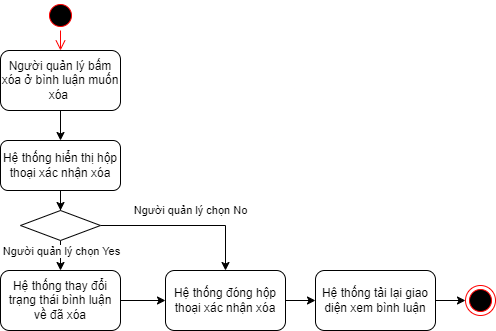 Người quản lý bấm
xóa ở bình luận muốn
xóa
Hệ thống hiển thị hộp
thoại xác nhận xóa
Người quản lý chọn No
Người quản lý chọn Yes
Hệ thống thay đổi
trạng thái bình luận
về đã xóa
Hệ thống đóng hộp
thoại xác nhận xóa
Hệ thống tải lại giao
diện xem bình luận